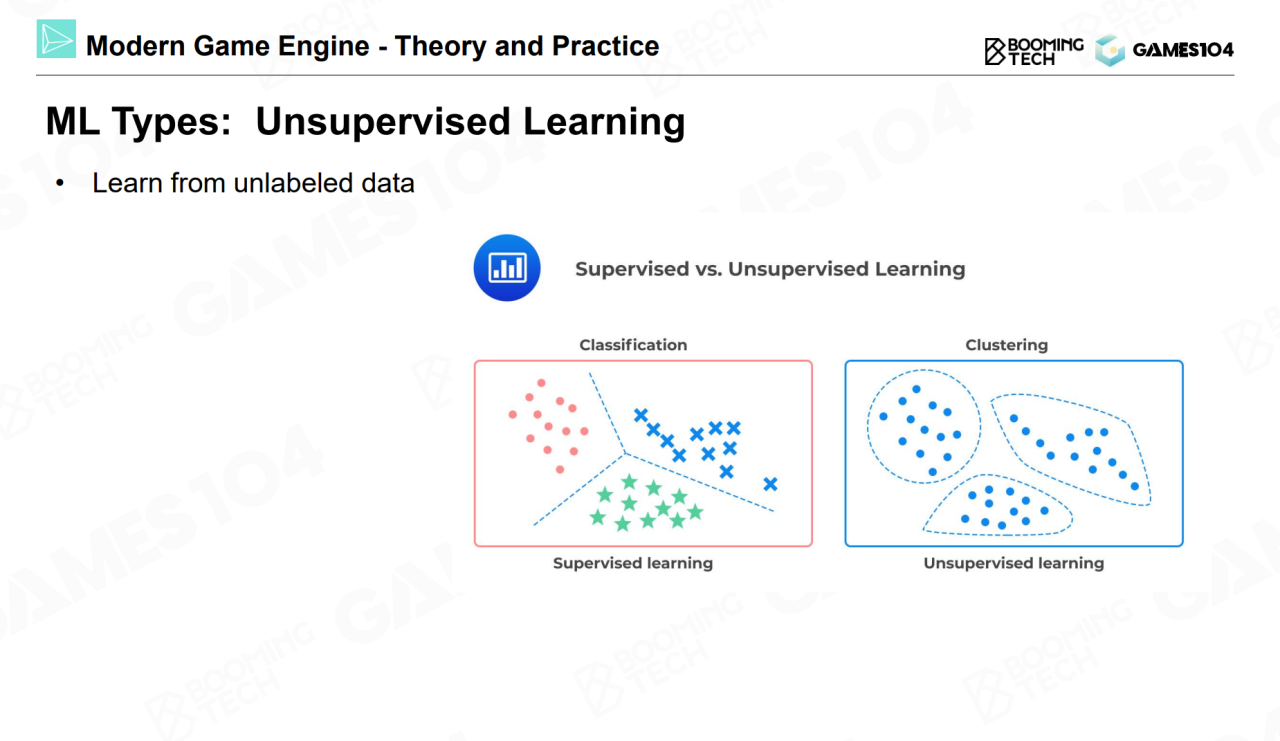 Modern Game Engine - Theory and Practice
BOOMING
TECH
GAMES104
ML Types: Unsupervised Learning
• Learn from unlabeled data
Supervised vs. Unsupervised Learning
Classification
Clustering
Supervised learning
Unsupervised learning